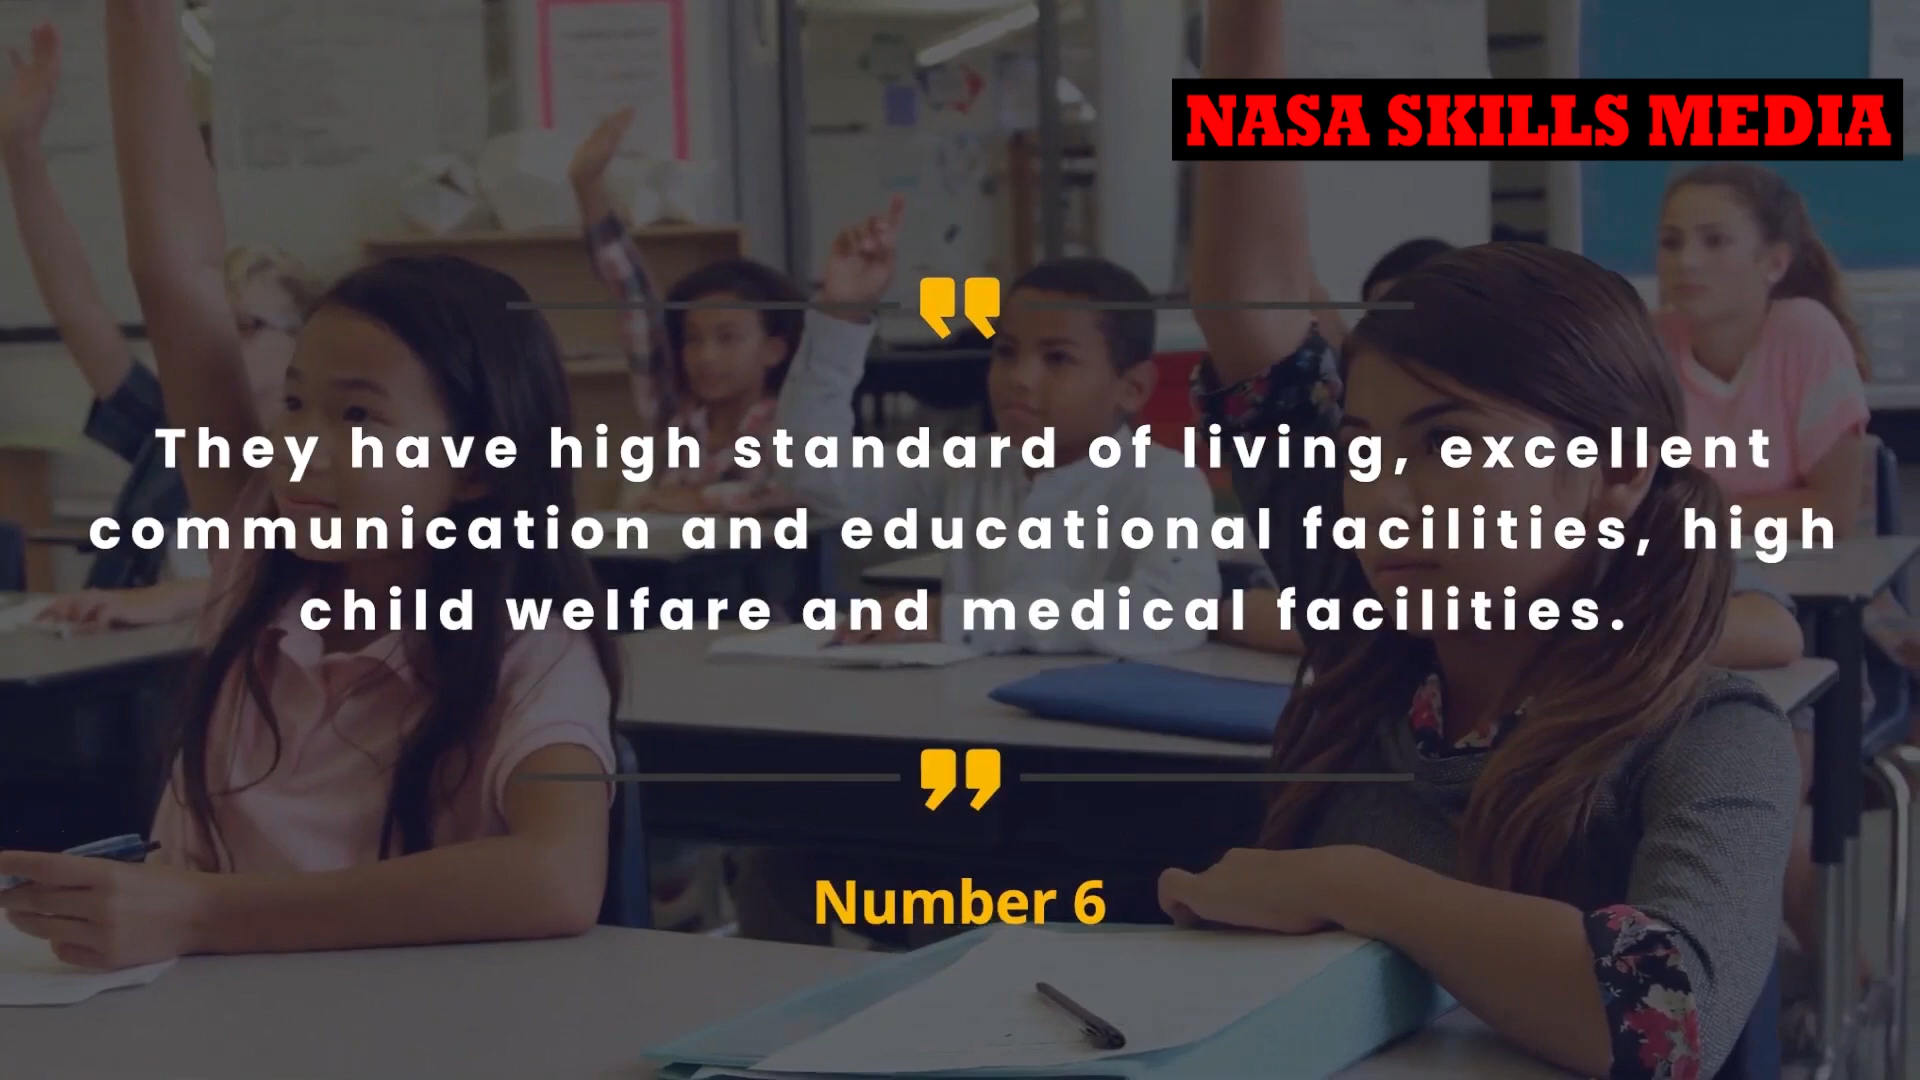 NASA SKILLS MEDIA
They have high standard of living, excellent
communication and educational facilities, high
child welfare and medical facilities.
Number 6